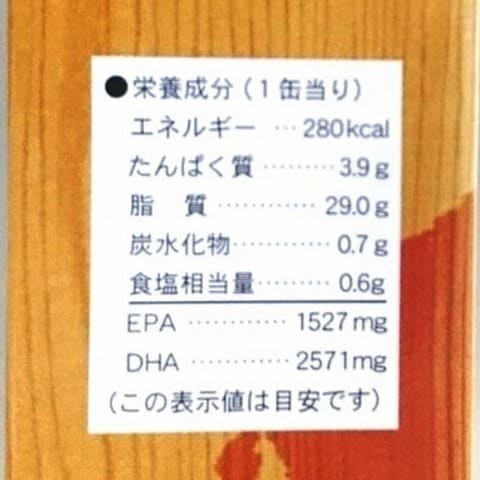 ●栄養成分(1缶当り)
エネルギー…280kcal
たんぱく質………3.9g
脂 質…………29.0g
炭水化物…………0.7g
食塩相当量………0.6g
EPA…………1527mg
DHA…………2571mg
(この表示値は目安です)